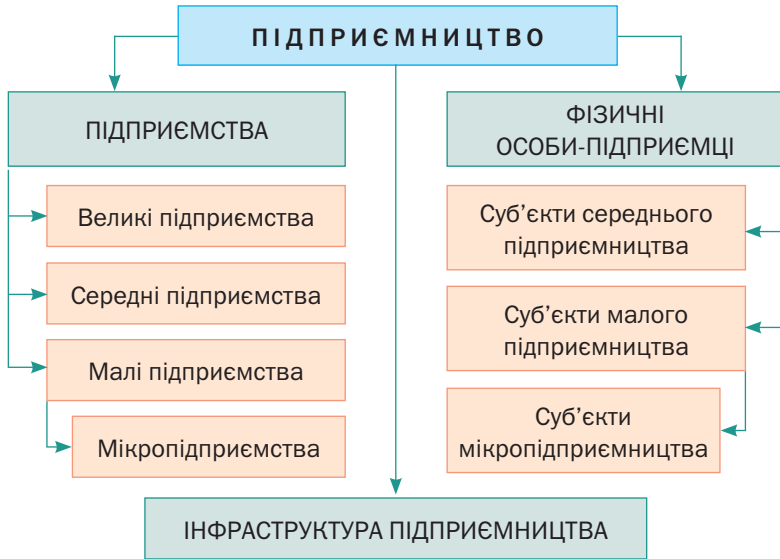 ПІДПРИЄМНИЦТВО
ПІДПРИЄМСТВА
Великі підприємства
Середні підприємства
Малі підприємства
Мікропідприємства
ФІЗИЧНІ
ОСОБИ-ПІДПРИЄМЦІ
Суб’єкти середнього
підприємництва
Суб’єкти малого
підприємництва
Суб’єкти
мікропідприємництва
ІНФРАСТРУКТУРА ПІДПРИЄМНИЦТВА